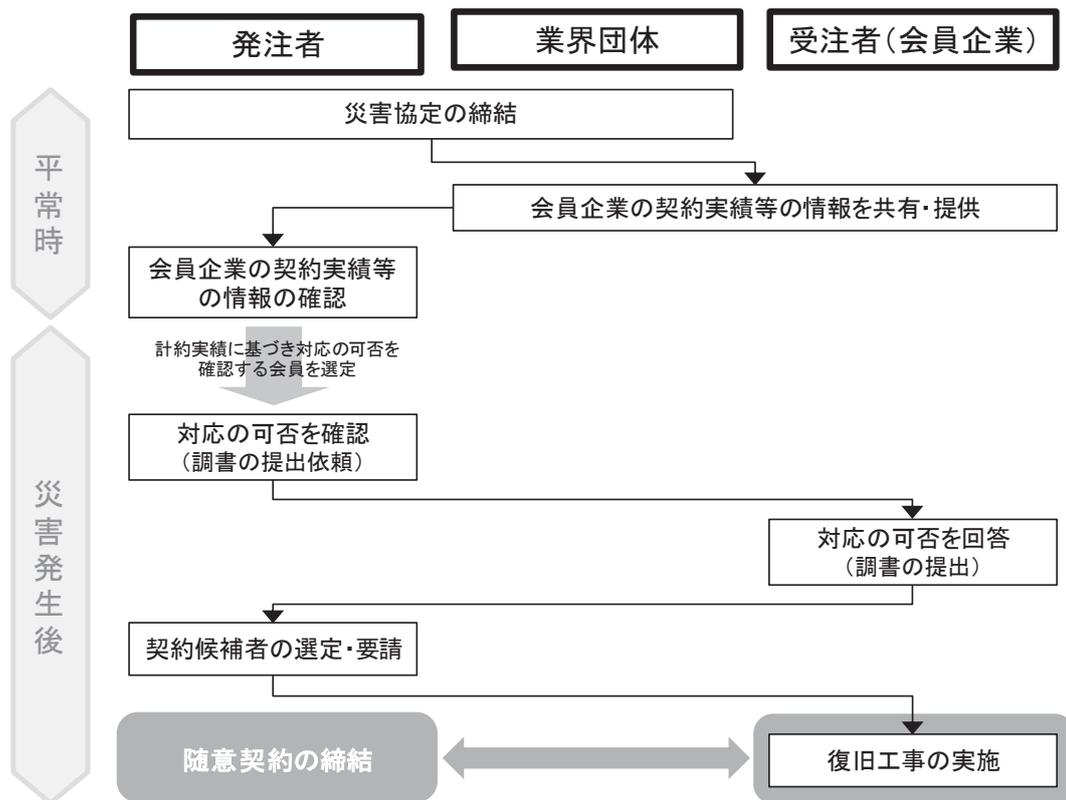 発注者
業界団体
受注者（会員企業）
平常時
災害協定の締結
会員企業の契約実績等の情報を共有・提供
会員企業の契約実績等
の情報の確認
計約実績に基づき対応の可否を
確認する会員を選定
災害発生後
対応の可否を確認
（調書の提出依頼）
対応の可否を回答
（調書の提出）
契約候補者の選定・要請
随意契約の締結
復旧工事の実施